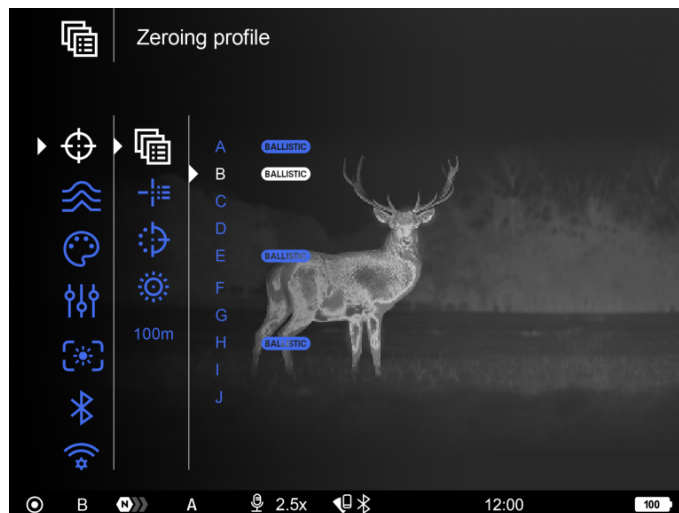 Zeroing profile
A BALLISTIC
B BALLISTIC
C
D
E BALLISTIC
F
G
100m
H BALLISTIC
I
J
B N A 2.5x 12:00 100